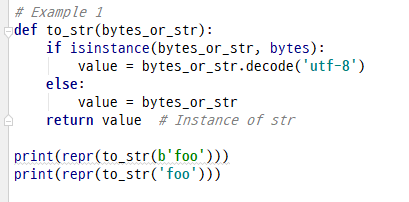 # Example 1
def to_str(bytes_or_str):
    if isinstance(bytes_or_str, bytes):
        value = bytes_or_str.decode('utf-8')
    else:
        value = bytes_or_str
    return value  # Instance of str

print(repr(to_str(b'foo')))
print(repr(to_str('foo')))